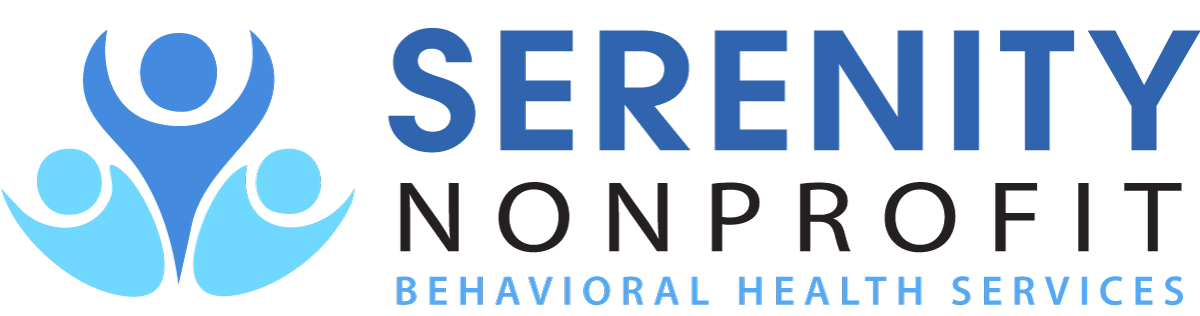 SERENITY
NONPROFIT
BEHAVIORAL HEALTH SERVICES